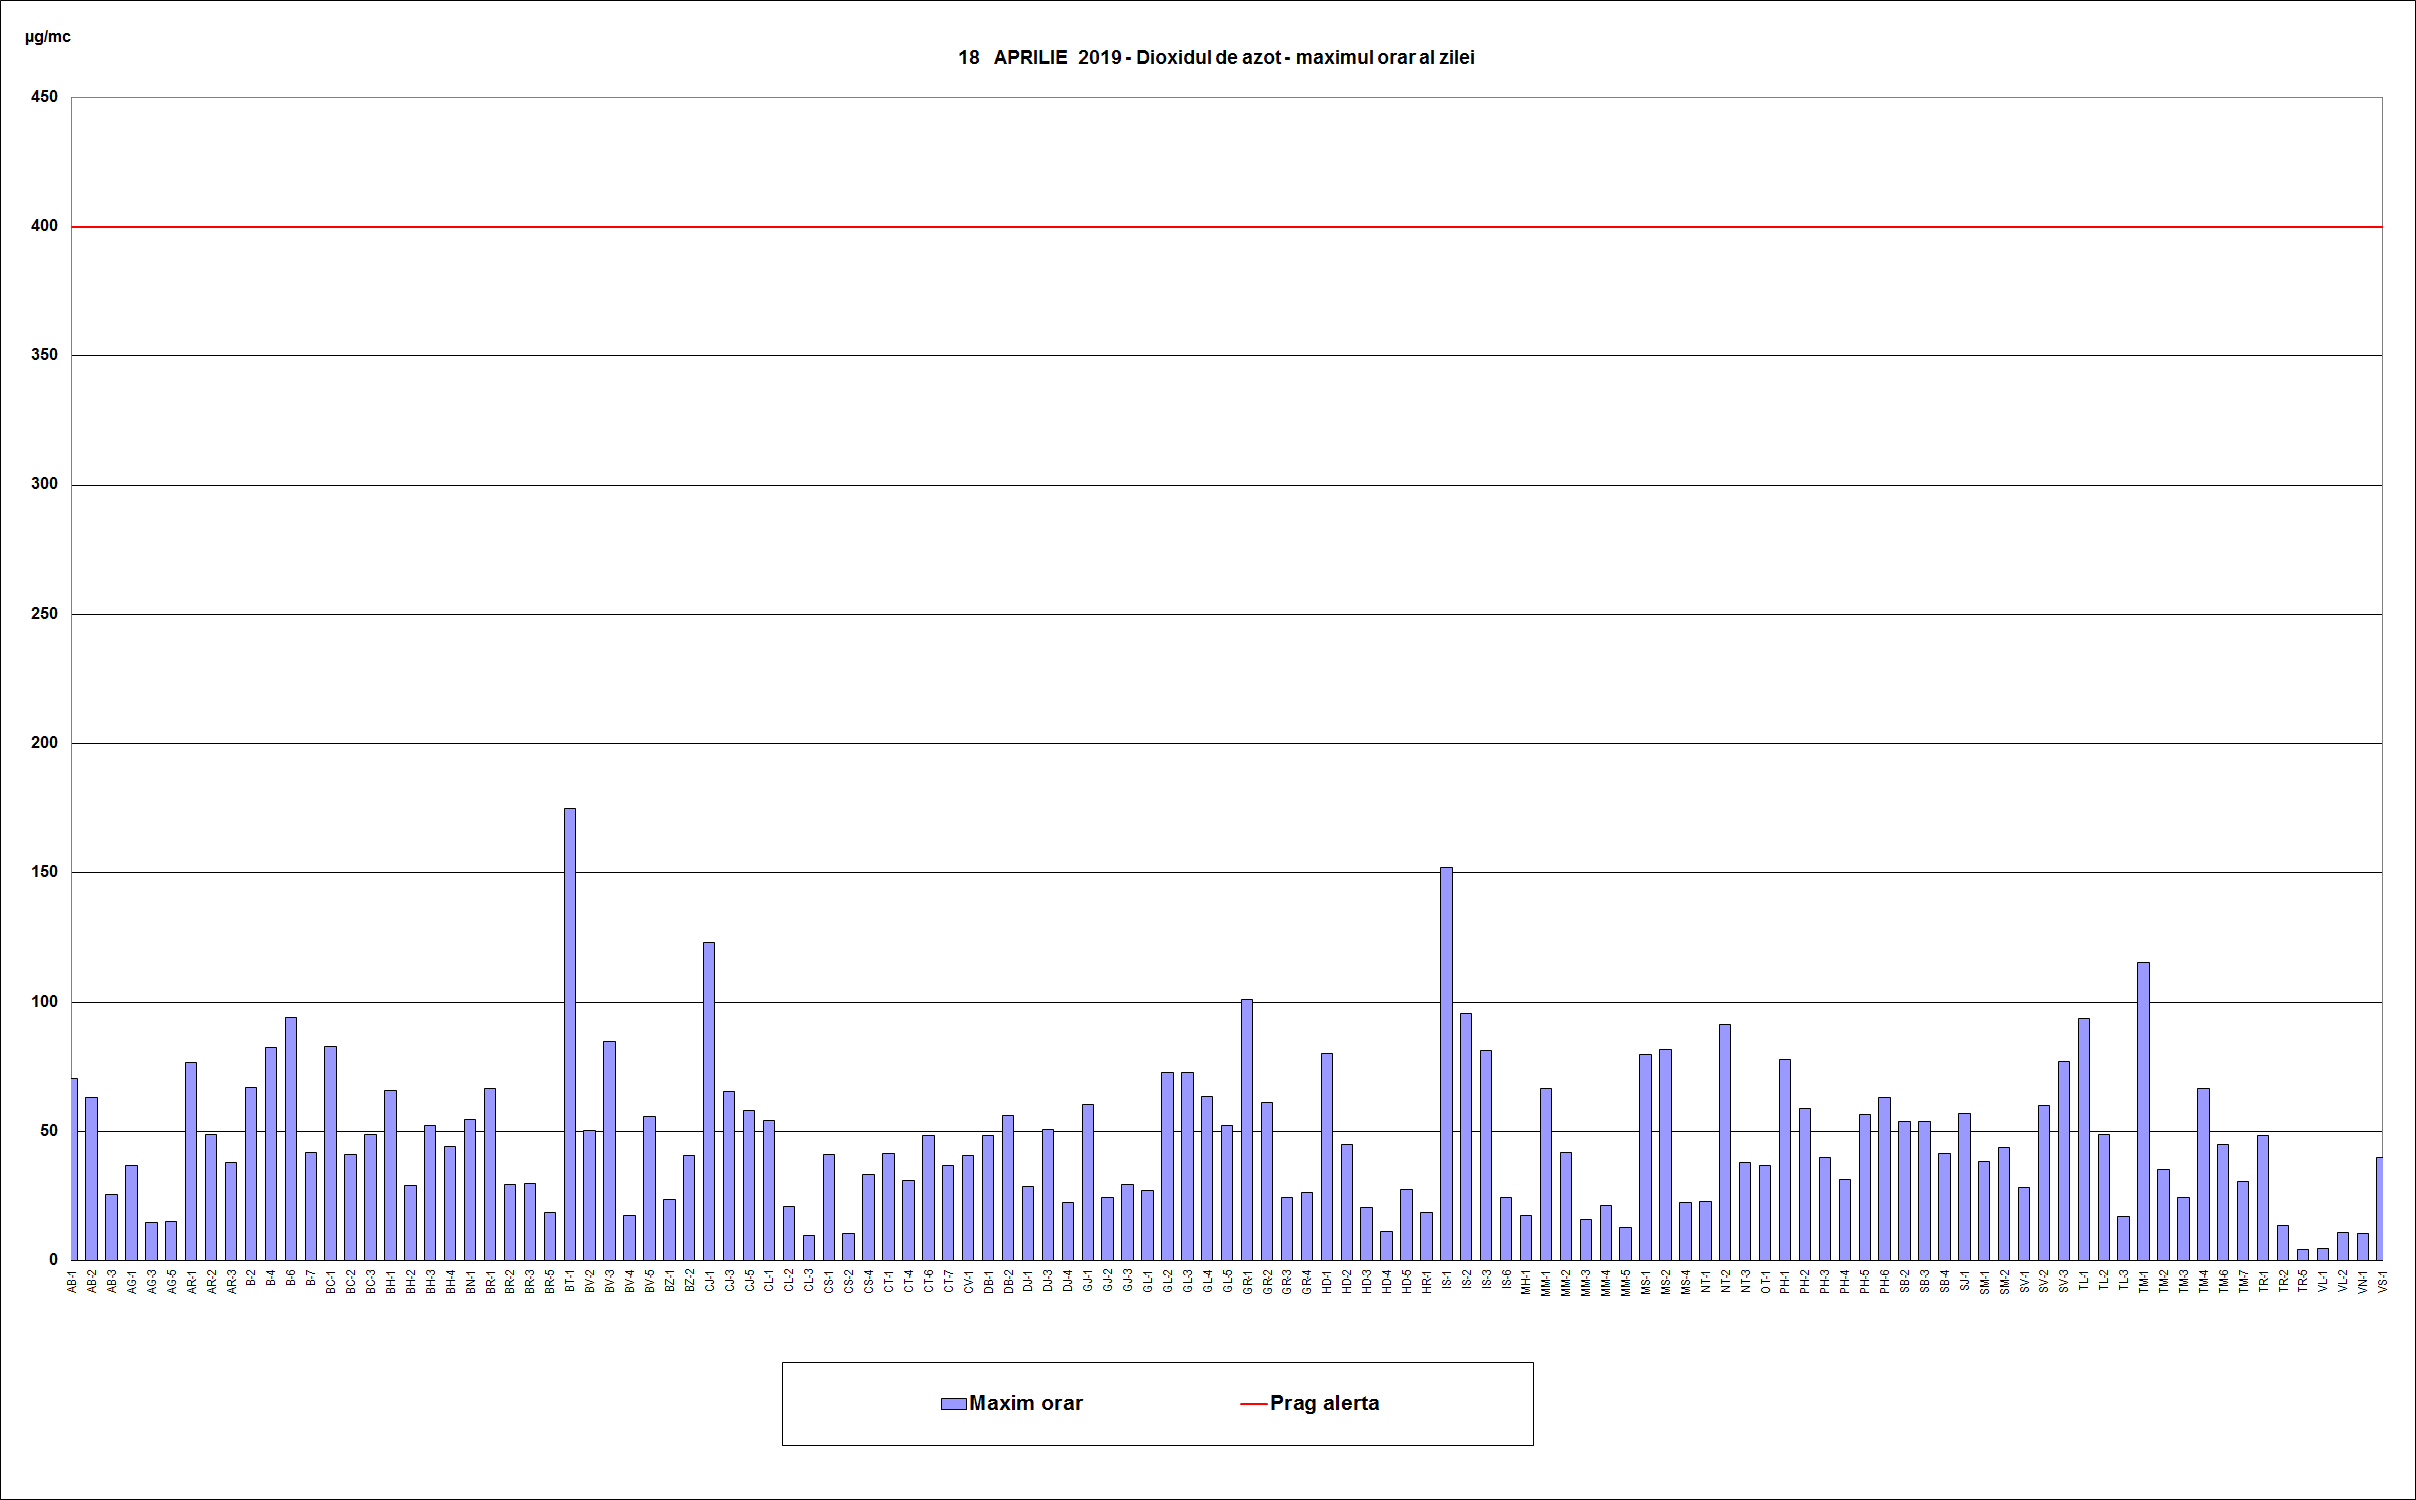 µg/mc
18 APRILIE 2019 - Dioxidul de azot - maximul orar al zilei
450
400
350
300
250
200
150
100
50
0
AB-1 AB-2 AB-3 AG-1 AG-3 AG-5 AR-1 AR-2 AR-3 B-2 B-4 B-6 B-7 BC-1 BC-2 BC-3 BH-1 BH-2 BH-3 BH-4 BN-1 BR-1 BR-2 BR-3 BR-5 BT-1 BV-2 BV-3 BV-4 BV-5 BZ-1 BZ-2 CJ-1 CJ-3 CJ-5 CL-1 CL-2 CL-3 CS-1 CS-2 CS-4 CT-1 CT-4 CT-6 CT-7 CV-1 DB-1 DB-2 DJ-1 DJ-3 DJ-4 GJ-1 GJ-2 GJ-3 GL-1 GL-2 GL-3 GL-4 GL-5 GR-1 GR-2 GR-3 GR-4 HD-1 HD-2 HD-3 HD-4 HD-5 HR-1 IS-1 IS-2 IS-3 IS-6 MH-1 MM-1 MM-2 MM-3 MM-4 MM-5 MS-1 MS-2 MS-4 NT-1 NT-2 NT-3 OT-1 PH-1 PH-2 PH-3 PH-4 PH-5 PH-6 SB-2 SB-3 SB-4 SJ-1 SM-1 SM-2 SV-1 SV-2 SV-3 TL-1 TL-2 TL-3 TM-1 TM-2 TM-3 TM-4 TM-6 TM-7 TR-1 TR-2 TR-5 VL-1 VL-2 VN-1 VS-1
Maxim orar Prag alerta